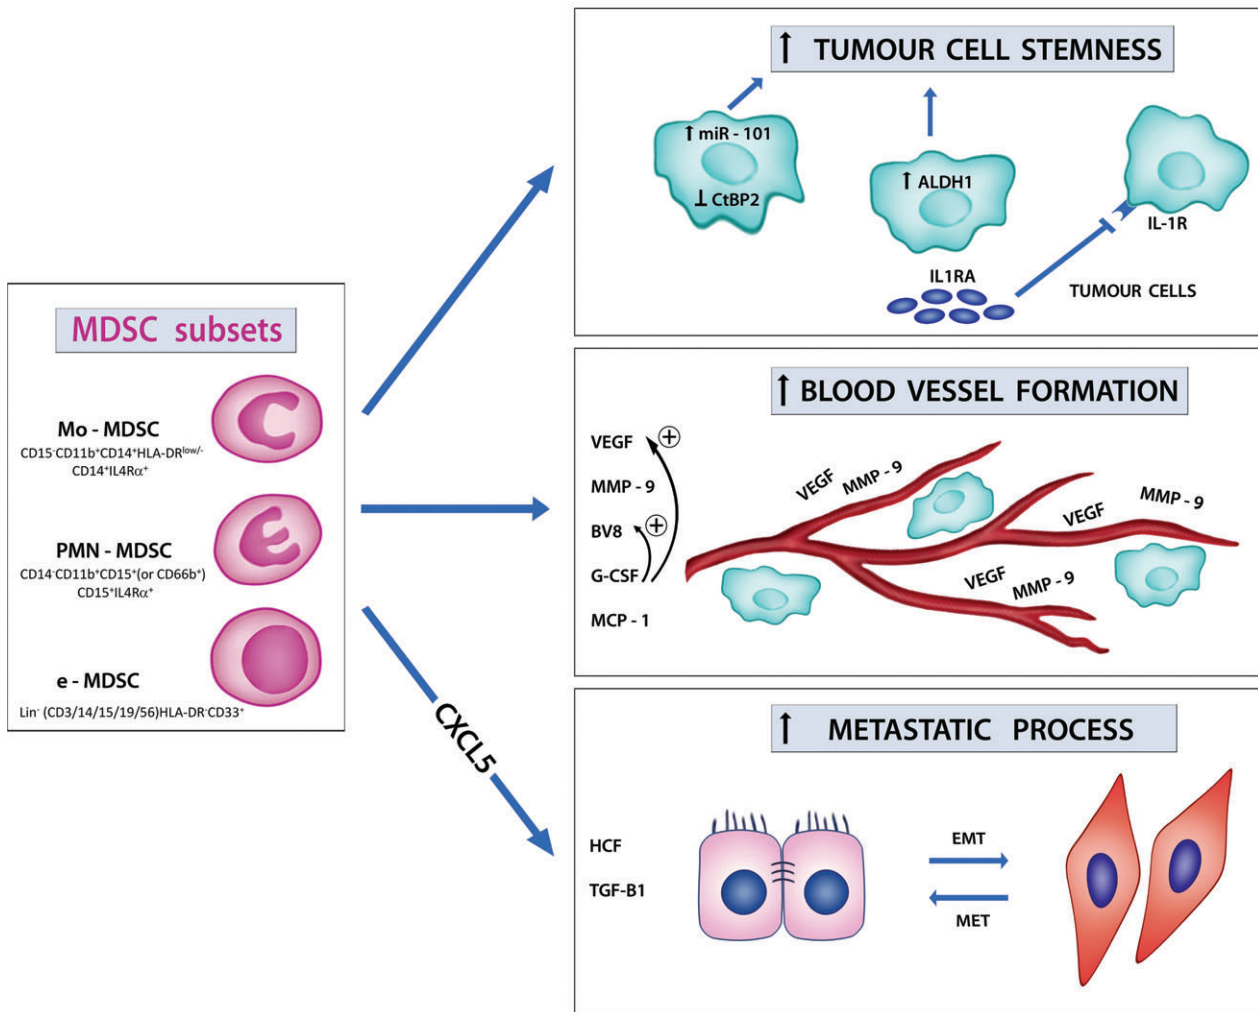 MDSC subsets
Mo - MDSC
CD15⁻CD11b⁺CD14⁺HLA-DRˡᵒʷ/⁻
CD14⁺IL4Rα⁺
PMN - MDSC
CD14⁻CD11b⁺CD15⁺(or CD66b⁺)
CD15⁺IL4Rα⁺
e - MDSC
Lin⁻ (CD3/14/15/19/56)HLA-DR⁻CD33⁺
CXCL5
↑ TUMOUR CELL STEMNESS
↑ miR - 101
⊥ CtBP2
↑ ALDH1
IL-1R
IL1RA
TUMOUR CELLS
↑ BLOOD VESSEL FORMATION
VEGF
MMP - 9
BV8
G-CSF
MCP - 1
+
+
VEGF MMP - 9
VEGF MMP - 9
VEGF MMP - 9
↑ METASTATIC PROCESS
HCF
TGF-B1
EMT
MET